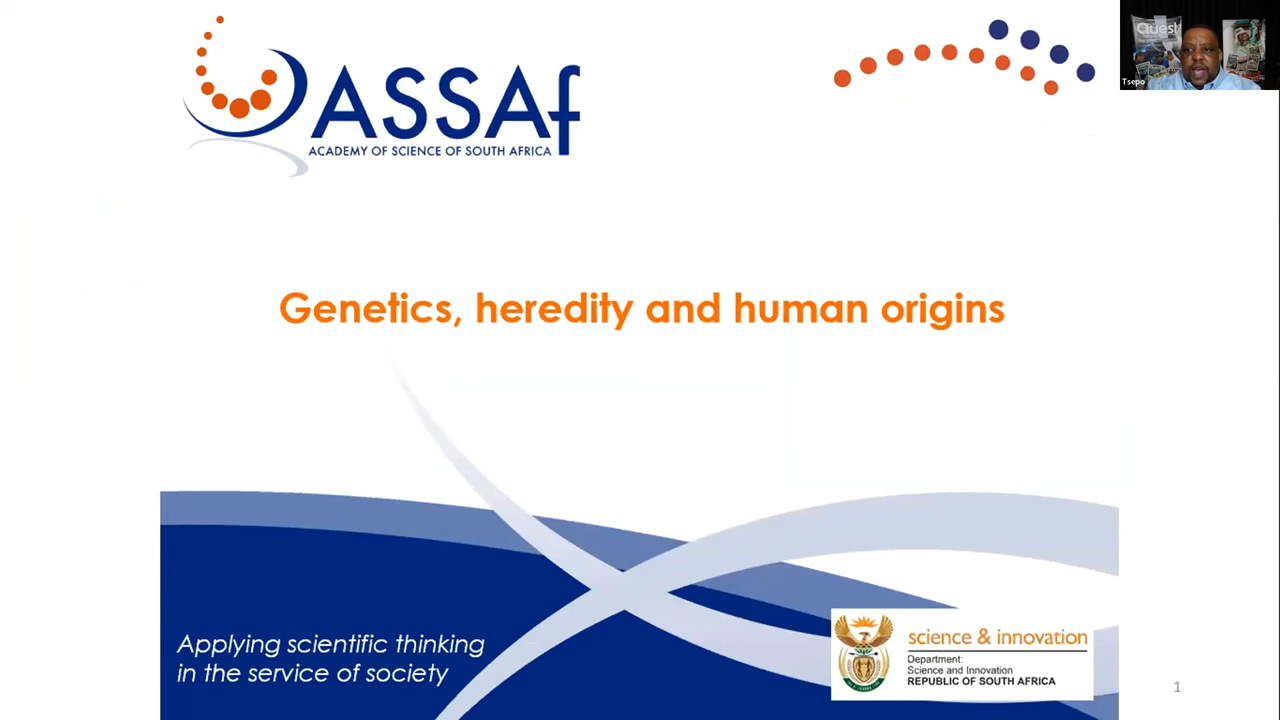 ASSAf
ACADEMY OF SCIENCE OF SOUTH AFRICA
Quest
Tsepo
Genetics, heredity and human origins
Applying scientific thinking
in the service of society
science & innovation
Department:
Science and Innovation
REPUBLIC OF SOUTH AFRICA
1